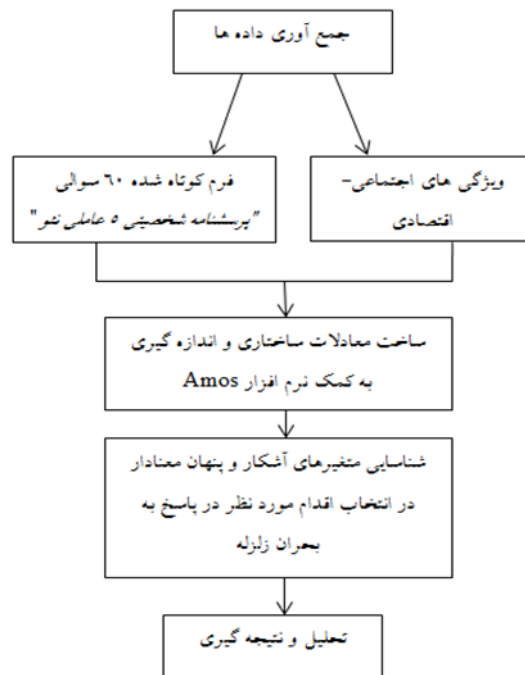 جمع آوری داده ها
ویژگی های اجتماعی-
اقتصادی
فرم کوتاه شده ٦٠ سوالی
"پرسشنامه شخصیتی ٥ عاملی نئو"
ساخت معادلات ساختاری و اندازه گیری
به کمک نرم افزار Amos
شناسایی متغیرهای آشکار و پنهان معنادار
در انتخاب اقدام مورد نظر در پاسخ به
بحران زلزله
تحلیل و نتیجه گیری